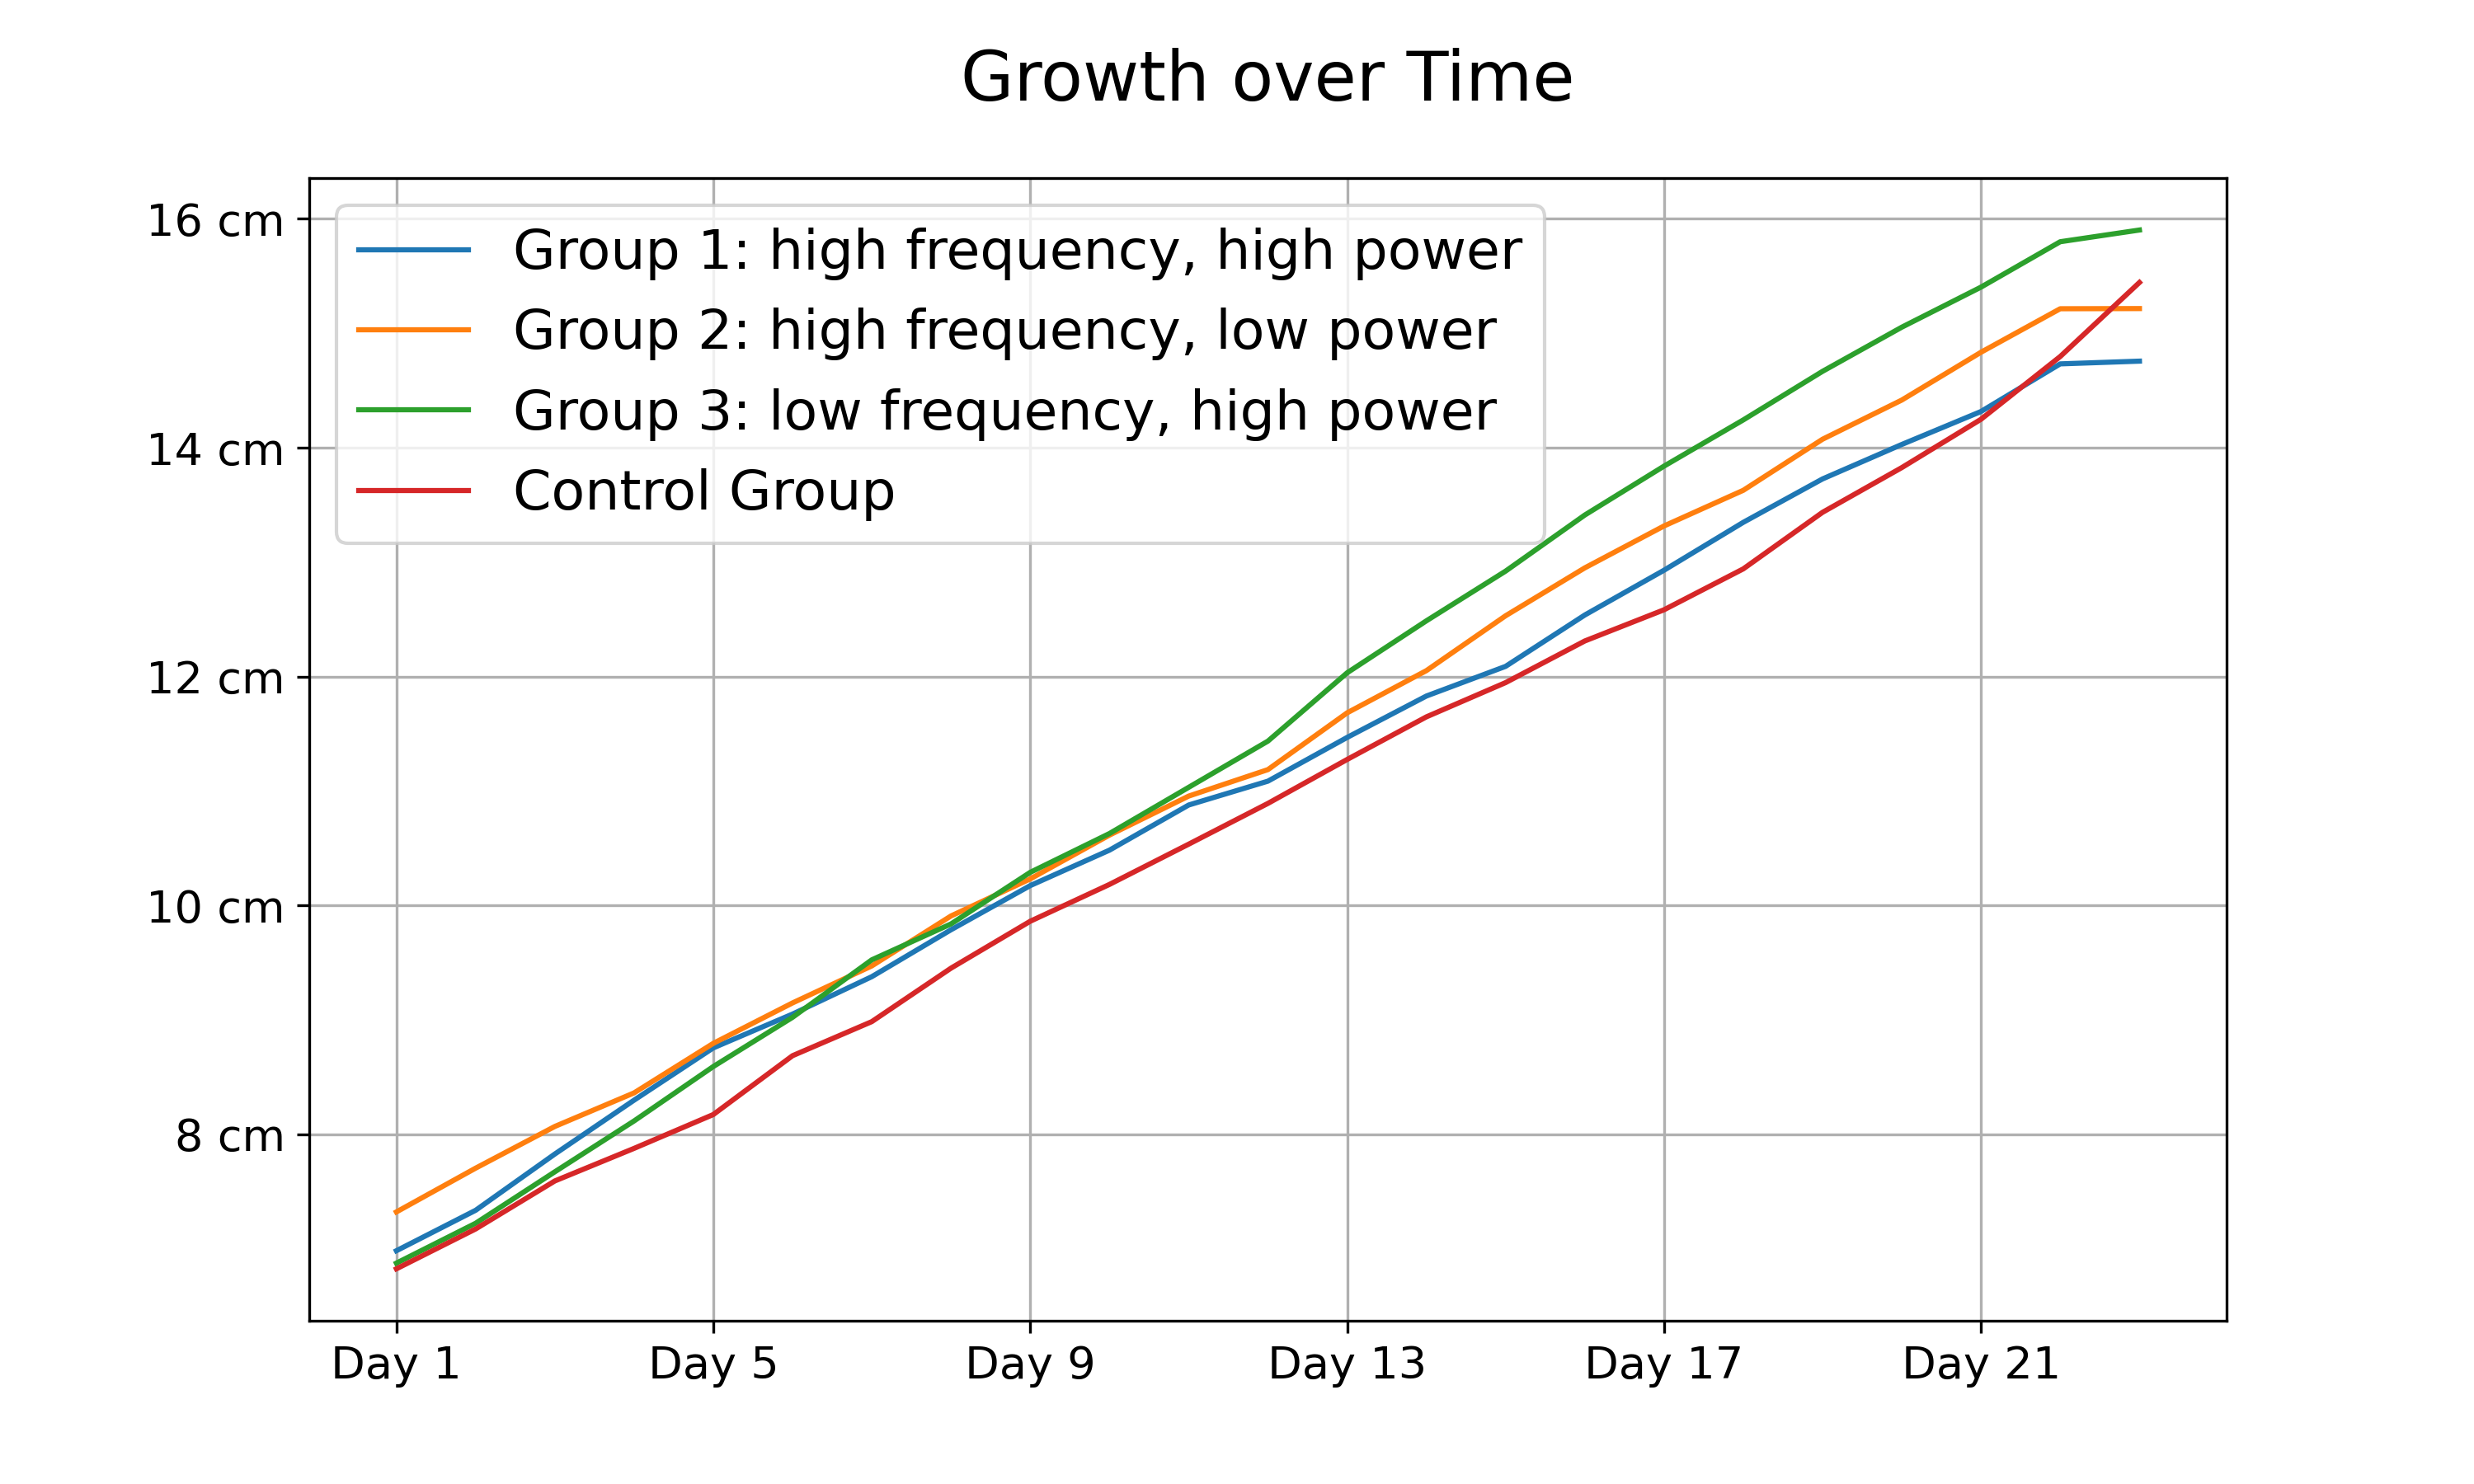 Growth over Time
16 cm
14 cm
12 cm
10 cm
8 cm
Group 1: high frequency, high power
Group 2: high frequency, low power
Group 3: low frequency, high power
Control Group
Day 1
Day 5
Day 9
Day 13
Day 17
Day 21